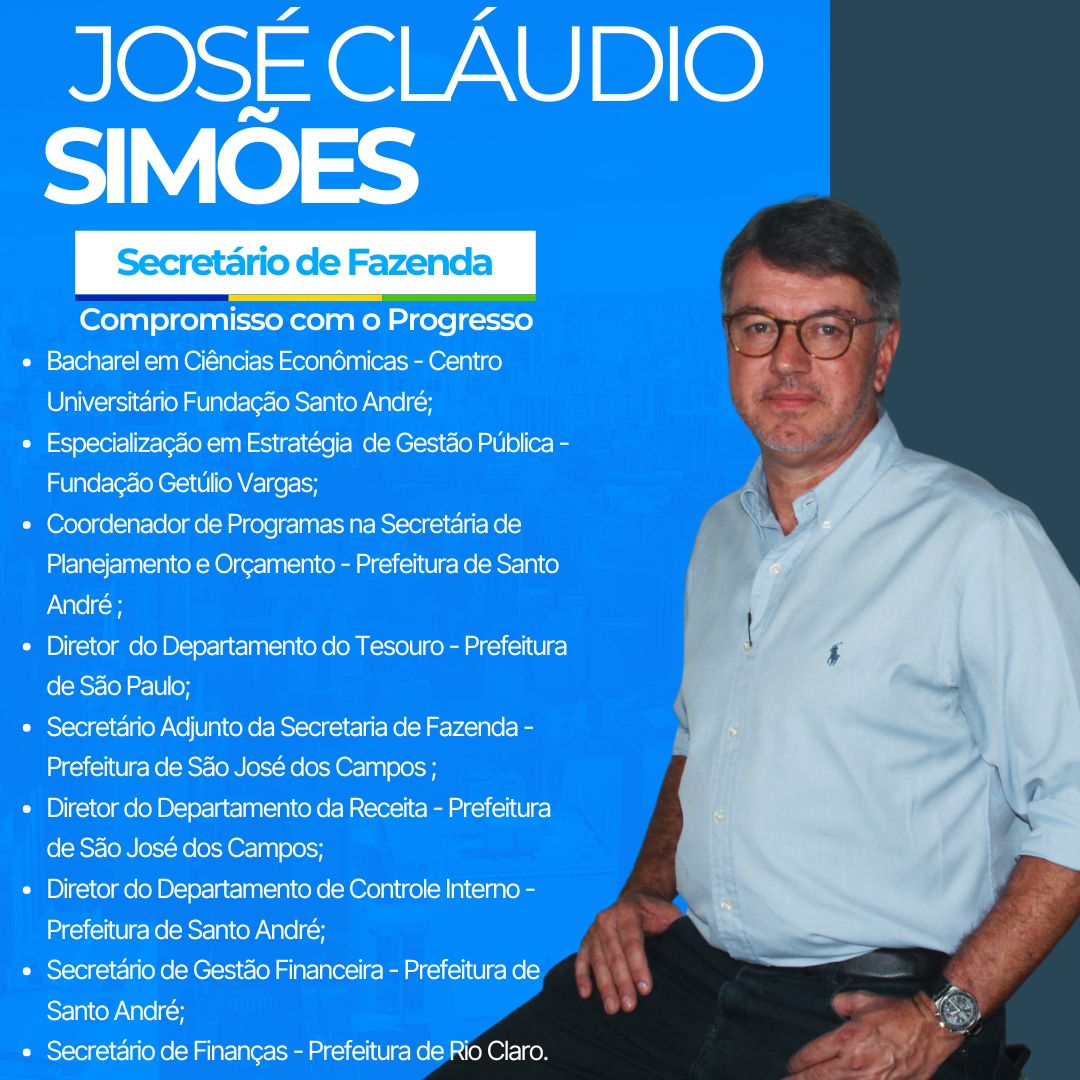 JOSÉ CLÁUDIO
SIMÕES
Secretário de Fazenda
Compromisso com o Progresso
• Bacharel em Ciências Econômicas - Centro
Universitário Fundação Santo André;
• Especialização em Estratégia  de Gestão Pública -
Fundação Getúlio Vargas;
• Coordenador de Programas na Secretária de
Planejamento e Orçamento - Prefeitura de Santo
André ;
• Diretor  do Departamento do Tesouro - Prefeitura
de São Paulo;
• Secretário Adjunto da Secretaria de Fazenda -
Prefeitura de São José dos Campos ;
• Diretor do Departamento da Receita - Prefeitura
de São José dos Campos;
• Diretor do Departamento de Controle Interno -
Prefeitura de Santo André;
• Secretário de Gestão Financeira - Prefeitura de
Santo André;
• Secretário de Finanças - Prefeitura de Rio Claro.